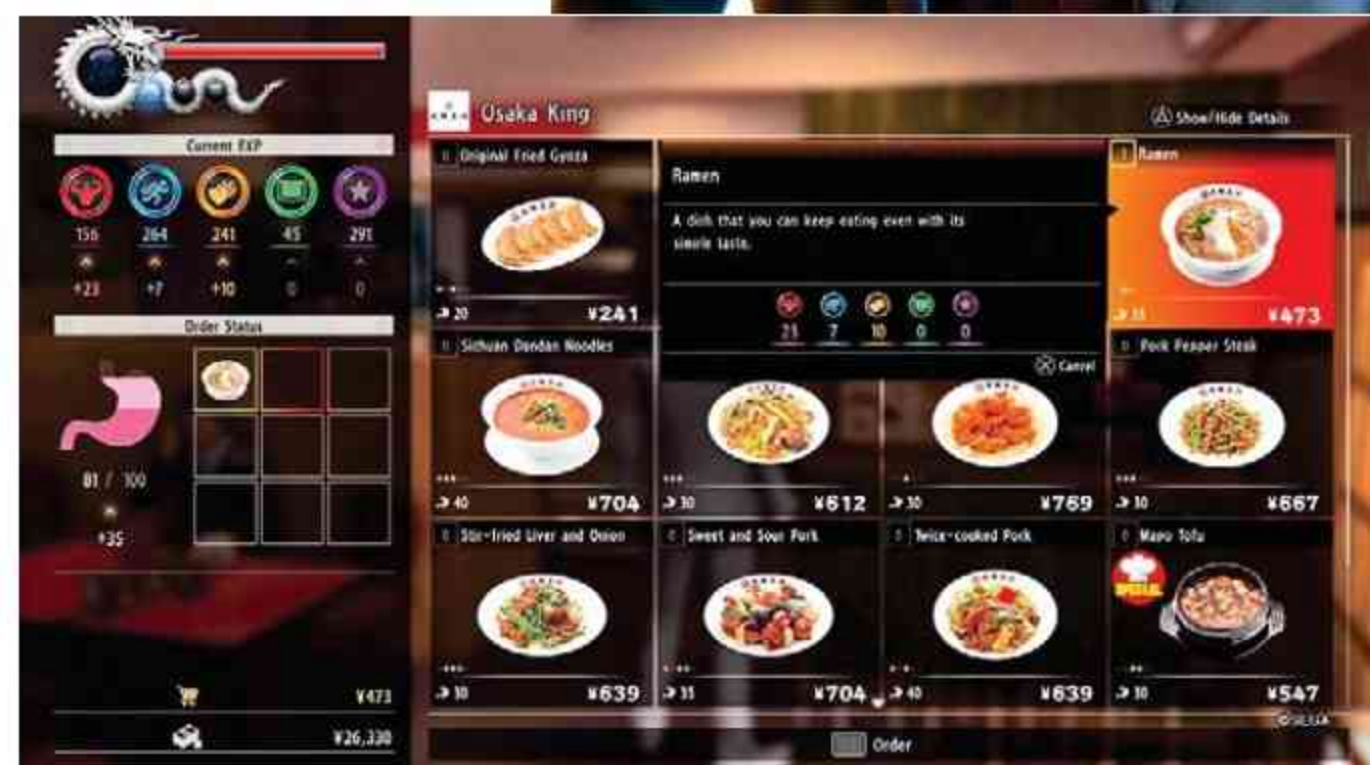 Osaka King
Show/Hide Details
Current EXP
156 264 241 45 291
+23 +7 +10 0 0
Order Status
81 / 100
+35
¥473
¥26,330
Original Fried Gyoza
20 ¥241
Ramen
A dish that you can keep eating even with its
simple taste.
23 7 10 0 0
Cancel
Ramen
35 ¥473
Sichuan Dandan Noodles
40 ¥704
30 ¥612
30 ¥769
Pork Pepper Steak
30 ¥667
Stir-fried Liver and Onion
30 ¥639
Sweet and Sour Pork
35 ¥704
Twice-cooked Pork
40 ¥639
Mapo Tofu
30 ¥547
©SEGA
Order